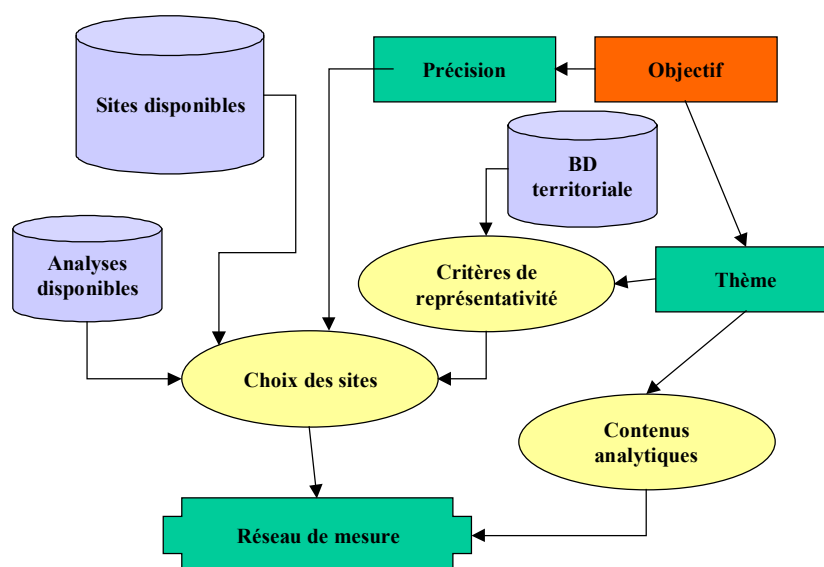 Sites disponibles
Précision
Objectif
BD
territoriale
Analyses
disponibles
Critères de
représentativité
Thème
Choix des sites
Contenus
analytiques
Réseau de mesure